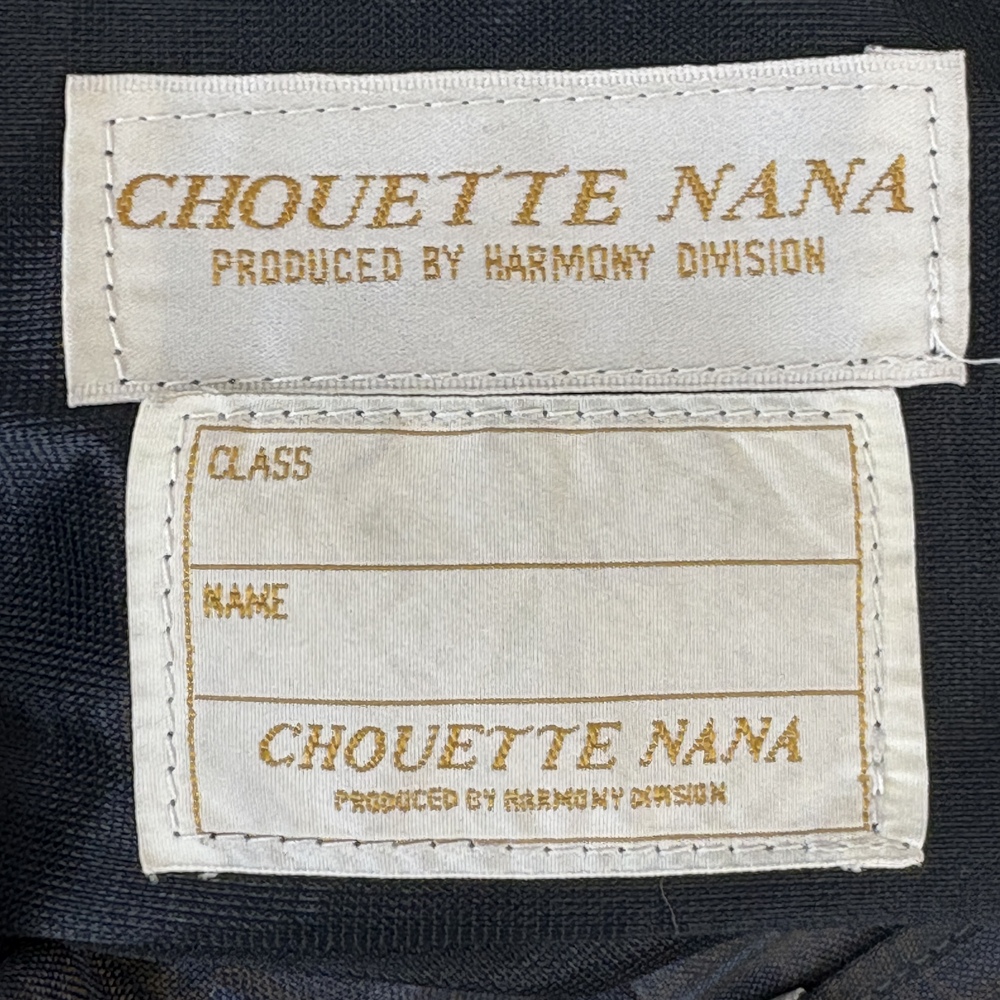 CHOUETTE NANA
PRODUCED BY HARMONY DIVISION
CLASS
NAME
CHOUETTE NANA
PRODUCED BY HARMONY DIVISION